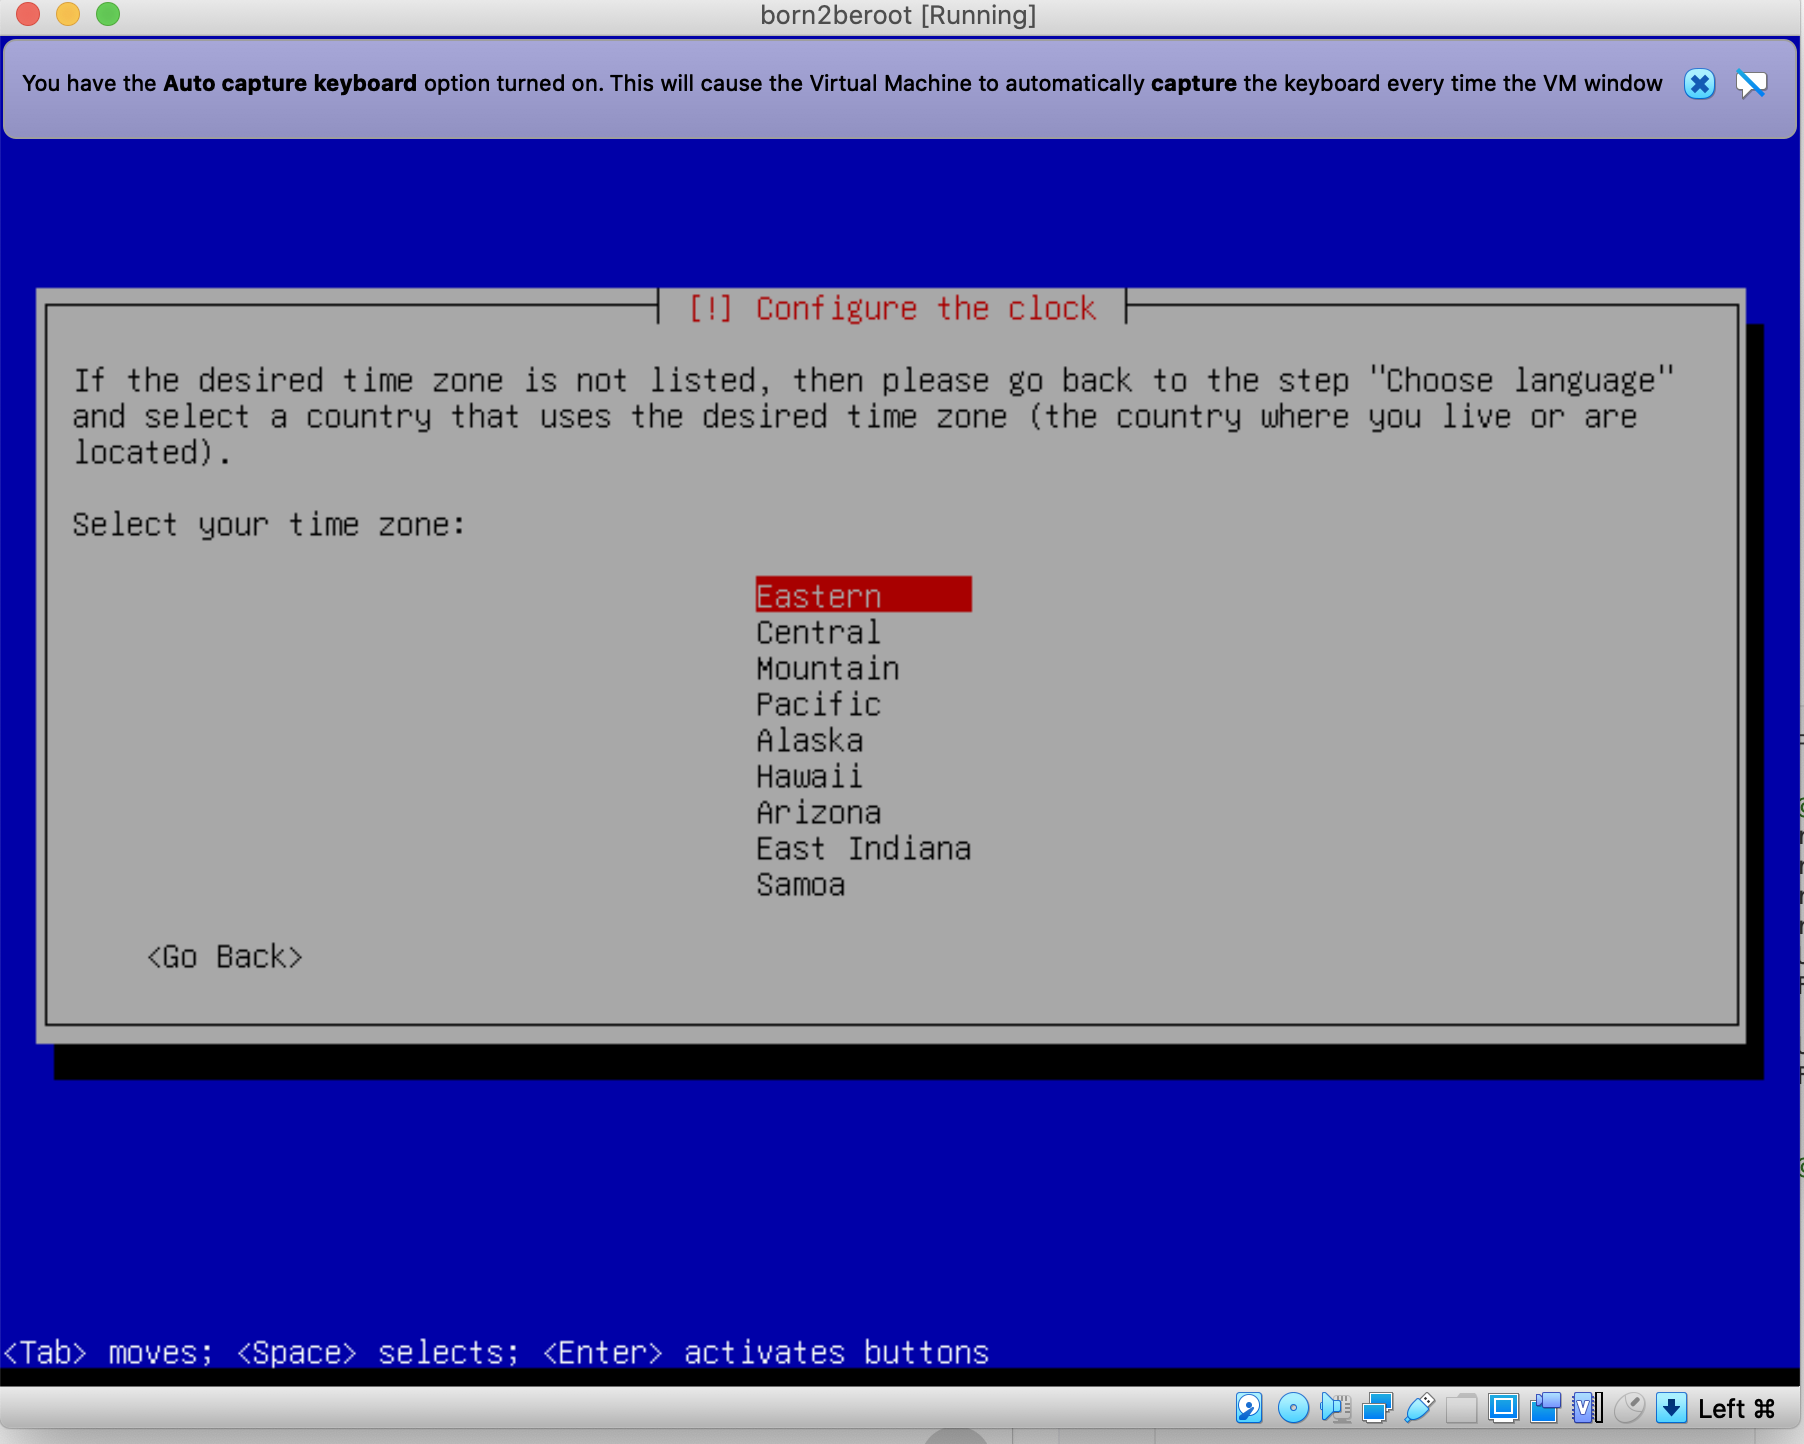 born2beroot [Running]
You have the Auto capture keyboard option turned on. This will cause the Virtual Machine to automatically capture the keyboard every time the VM window
[!] Configure the clock
If the desired time zone is not listed, then please go back to the step "Choose language"
and select a country that uses the desired time zone (the country where you live or are
located).
Select your time zone:
Eastern
Central
Mountain
Pacific
Alaska
Hawaii
Arizona
East Indiana
Samoa
<Go Back>
<Tab> moves; <Space> selects; <Enter> activates buttons
Left ⌘